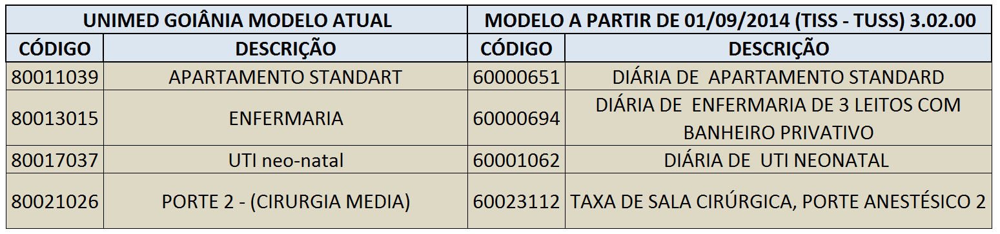 UNIMED GOIÂNIA MODELO ATUAL MODELO A PARTIR DE 01/09/2014 (TISS - TUSS) 3.02.00
CÓDIGO DESCRIÇÃO CÓDIGO DESCRIÇÃO
80011039 APARTAMENTO STANDART 60000651 DIÁRIA DE APARTAMENTO STANDARD
80013015 ENFERMARIA 60000694 DIÁRIA DE ENFERMARIA DE 3 LEITOS COM
BANHEIRO PRIVATIVO
80017037 UTI neo-natal 60001062 DIÁRIA DE UTI NEONATAL
80021026 PORTE 2 - (CIRURGIA MEDIA) 60023112 TAXA DE SALA CIRÚRGICA, PORTE ANESTÉSICO 2